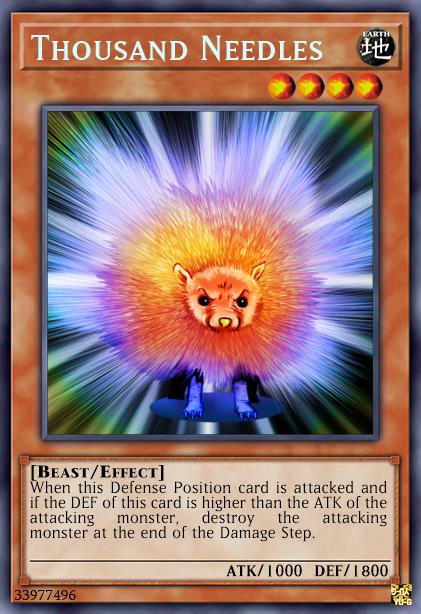 THOUSAND NEEDLES
EARTH
地
[BEAST/EFFECT]
When this Defense Position card is attacked and
if the DEF of this card is higher than the ATK of the
attacking monster, destroy the attacking
monster at the end of the Damage Step.
ATK/1000 DEF/1800
33977496